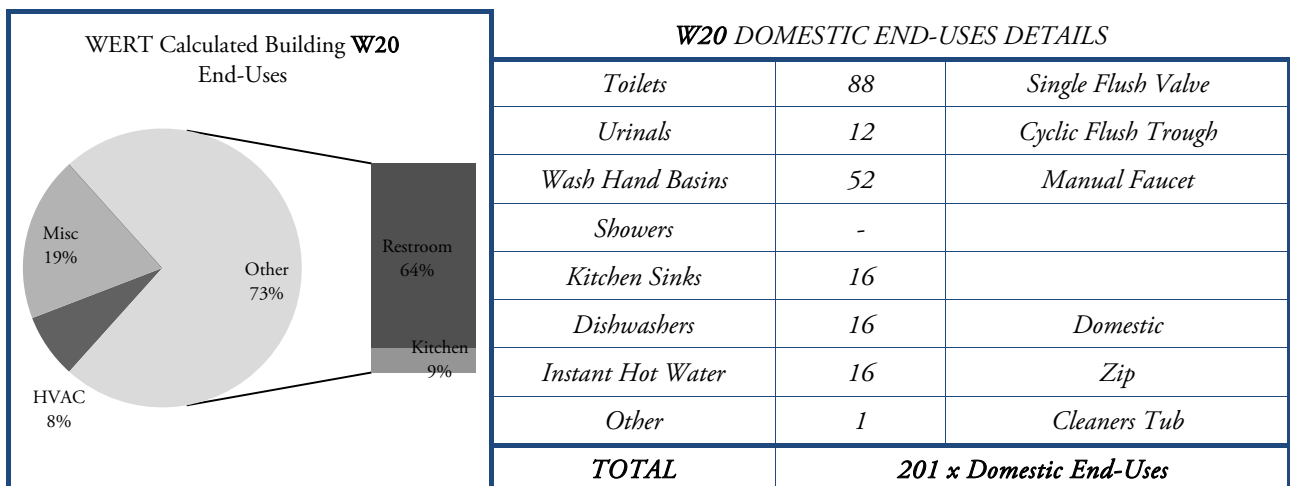 WERT Calculated Building W20
End-Uses
Misc
19%
Other
73%
HVAC
8%
Restroom
64%
Kitchen
9%
W20 DOMESTIC END-USES DETAILS
Toilets 88 Single Flush Valve
Urinals 12 Cyclic Flush Trough
Wash Hand Basins 52 Manual Faucet
Showers -
Kitchen Sinks 16
Dishwashers 16 Domestic
Instant Hot Water 16 Zip
Other 1 Cleaners Tub
TOTAL 201 x Domestic End-Uses